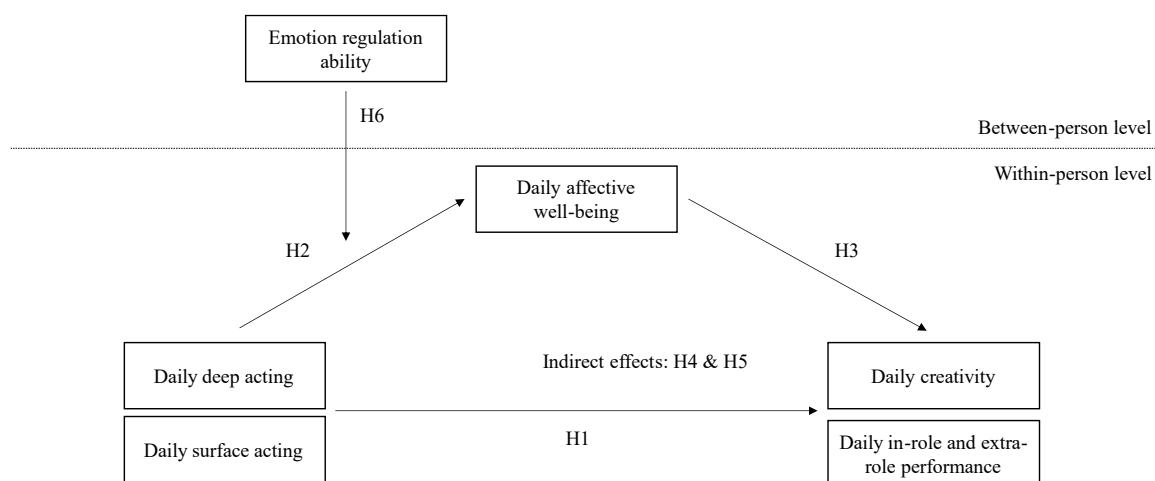 Emotion regulation
ability
H6
Between-person level
Within-person level
Daily affective
well-being
H2
H3
Indirect effects: H4 & H5
Daily deep acting
Daily creativity
H1
Daily surface acting
Daily in-role and extra-
role performance